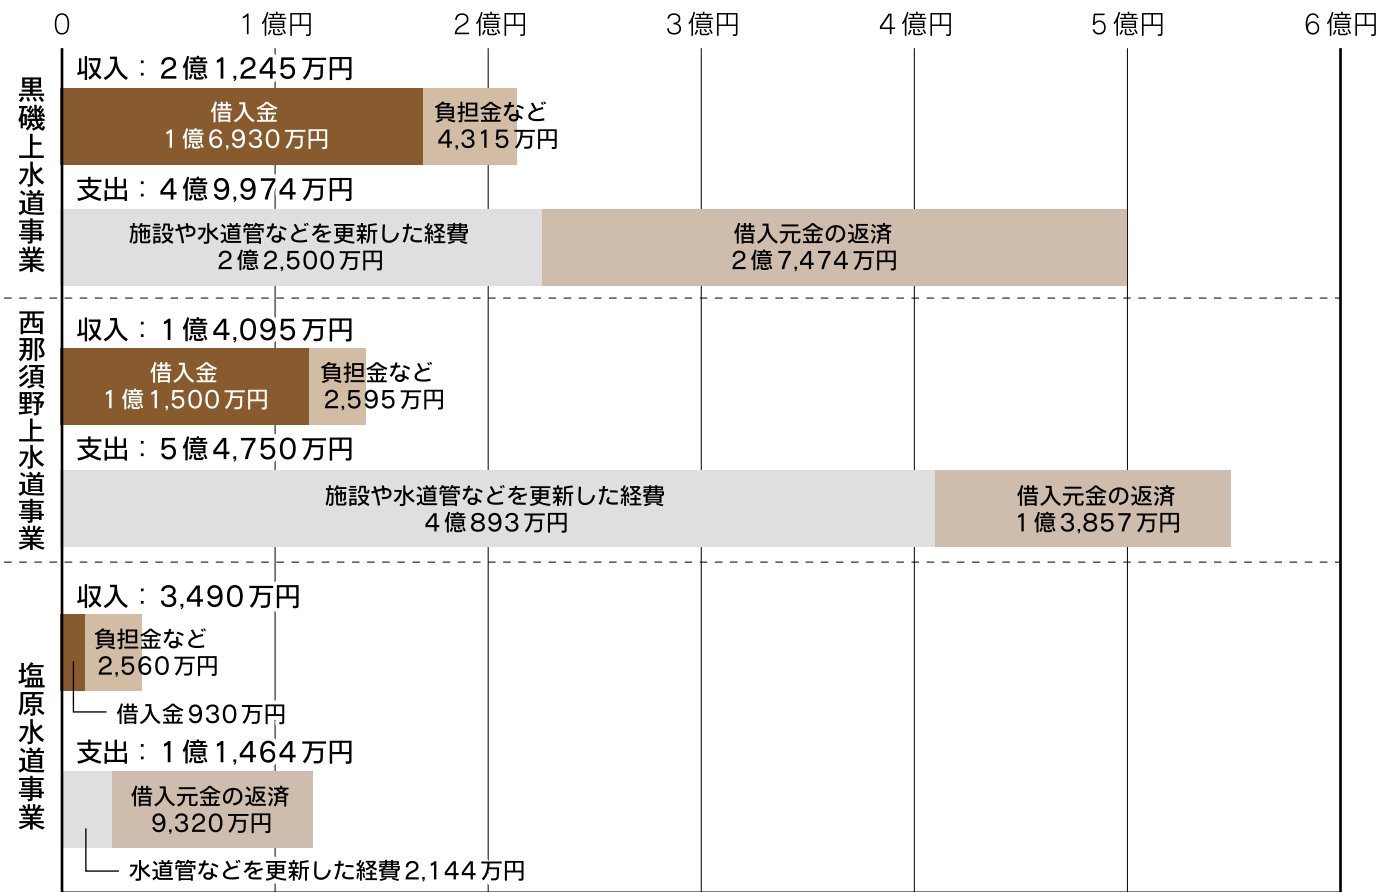 0 1億円 2億円 3億円 4億円 5億円 6億円
黒磯上水道事業
収入：2億1,245万円
借入金
1億6,930万円
負担金など
4,315万円
支出：4億9,974万円
施設や水道管などを更新した経費
2億2,500万円
借入元金の返済
2億7,474万円
西那須野上水道事業
収入：1億4,095万円
借入金
1億1,500万円
負担金など
2,595万円
支出：5億4,750万円
施設や水道管などを更新した経費
4億893万円
借入元金の返済
1億3,857万円
塩原水道事業
収入：3,490万円
負担金など
2,560万円
借入金930万円
支出：1億1,464万円
借入元金の返済
9,320万円
水道管などを更新した経費2,144万円